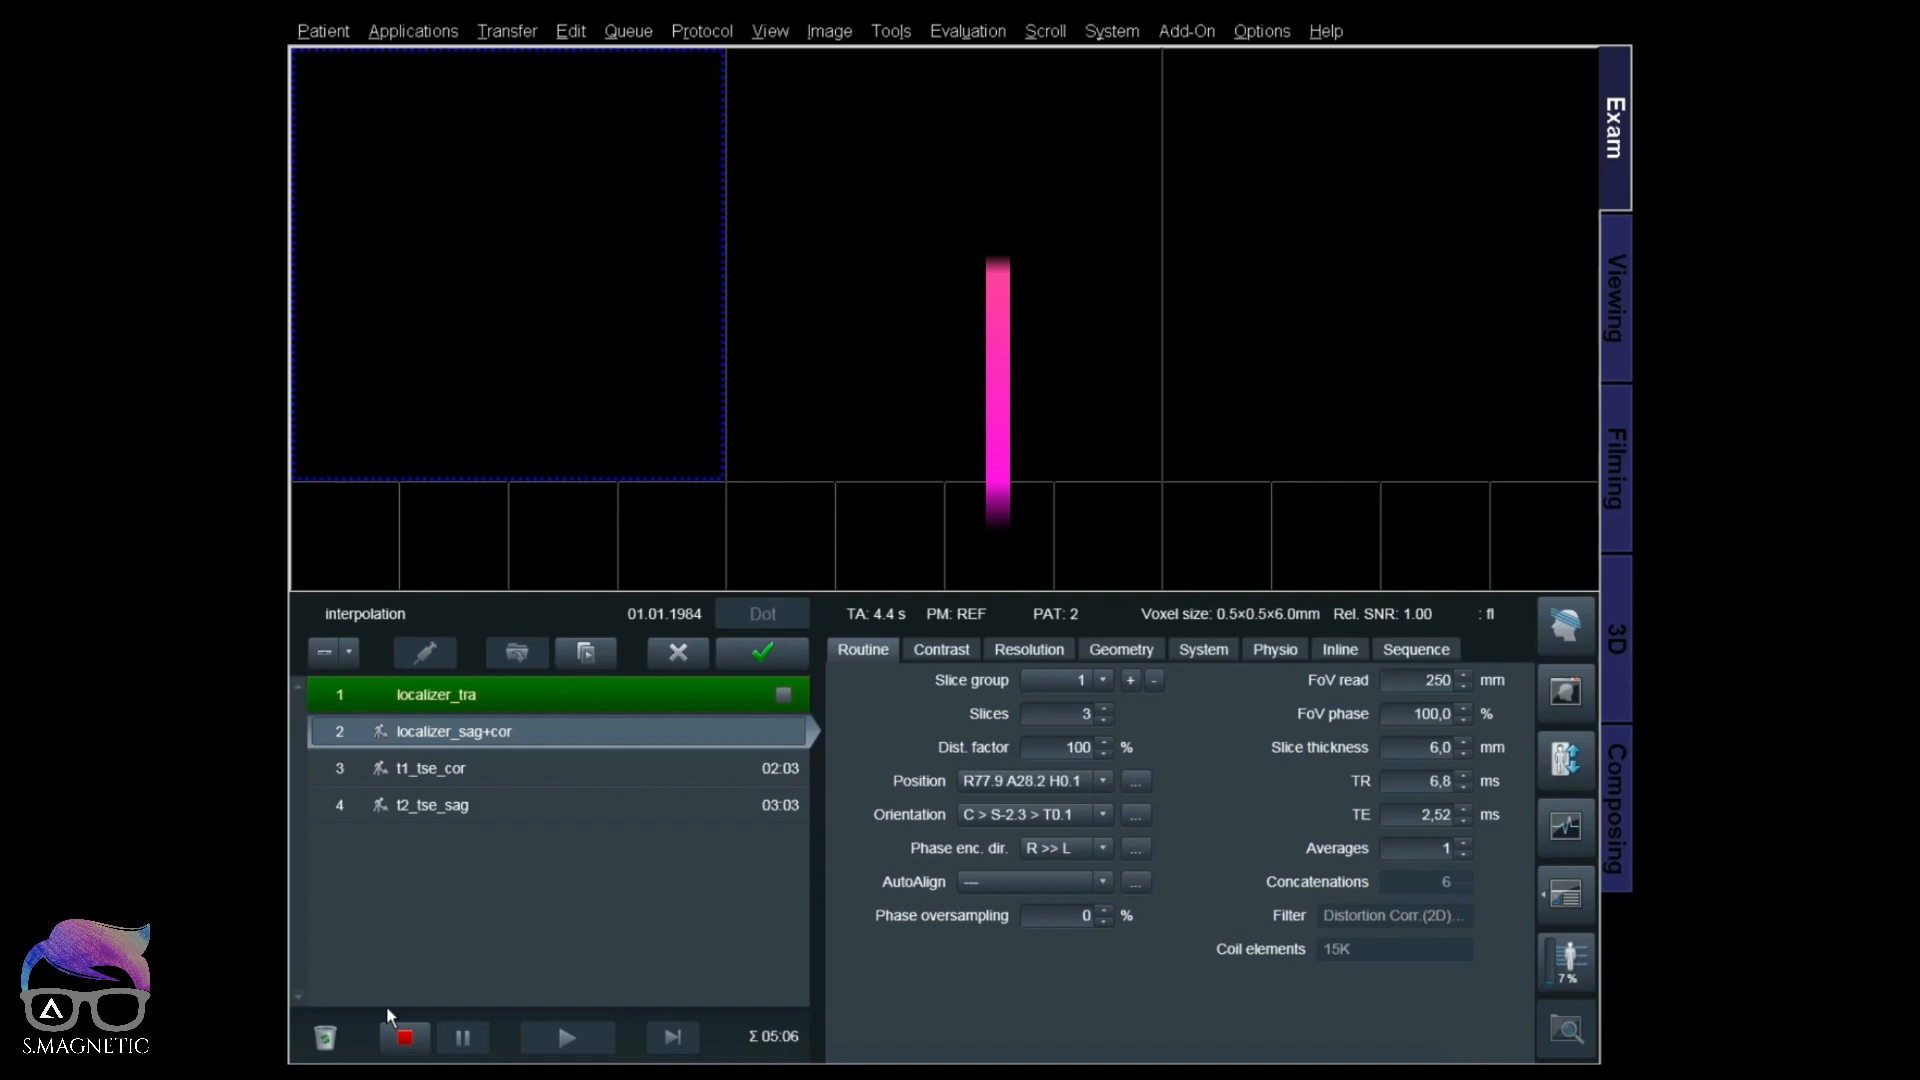 Patient Applications Transfer Edit Queue Protocol View Image Tools Evaluation Scroll System Add-On Options Help
Exam
Viewing
Filming
3D
Composing
interpolation 01.01.1984 Dot
TA: 4.4 s PM: REF PAT: 2 Voxel size: 0.5×0.5×6.0mm Rel. SNR: 1.00 : fl
Routine Contrast Resolution Geometry System Physio Inline Sequence
1 localizer_tra
2 localizer_sag+cor
3 t1_tse_cor 02:03
4 t2_tse_sag 03:03
Σ 05:06
Slice group 1 + -
Slices 3
Dist. factor 100 %
Position R77.9 A28.2 H0.1 ...
Orientation C > S-2.3 > T0.1 ...
Phase enc. dir. R >> L ...
AutoAlign --- ...
Phase oversampling 0 %
FoV read 250 mm
FoV phase 100,0 %
Slice thickness 6,0 mm
TR 6,8 ms
TE 2,52 ms
Averages 1
Concatenations 6
Filter Distortion Corr.(2D)...
Coil elements 15K
7 %
S.MAGNETIC